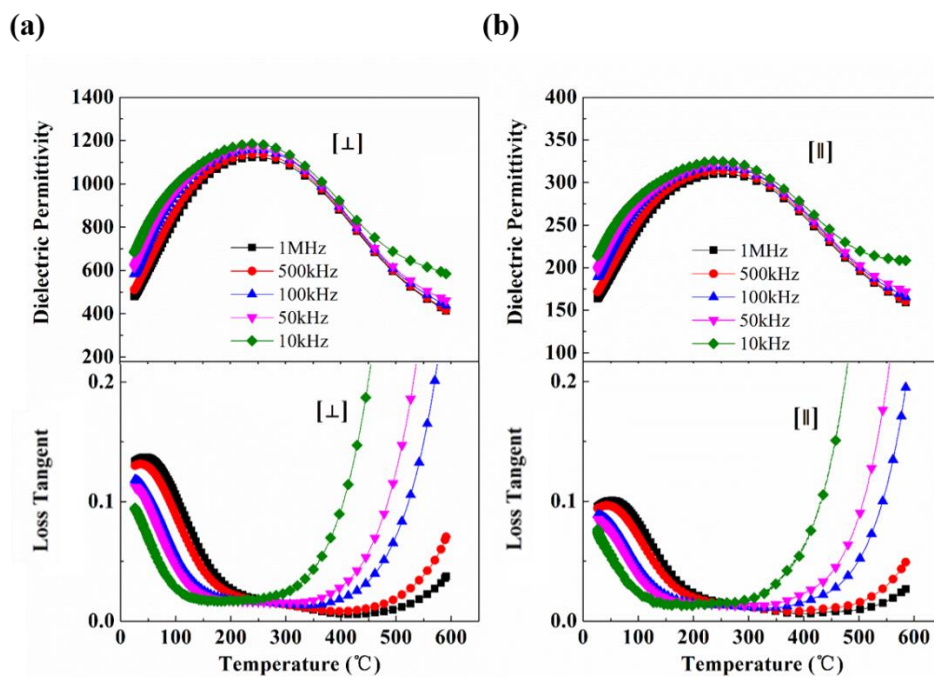 (a)
(b)
Dielectric Permittivity
1400
1200
1000
800
600
400
200
[⊥]
1MHz
500kHz
100kHz
50kHz
10kHz
Loss Tangent
0.2
0.1
0.0
[⊥]
0 100 200 300 400 500 600
Temperature (℃)
Dielectric Permittivity
400
350
300
250
200
150
100
[∥]
1MHz
500kHz
100kHz
50kHz
10kHz
Loss Tangent
0.2
0.1
0.0
[∥]
0 100 200 300 400 500 600
Temperature (℃)